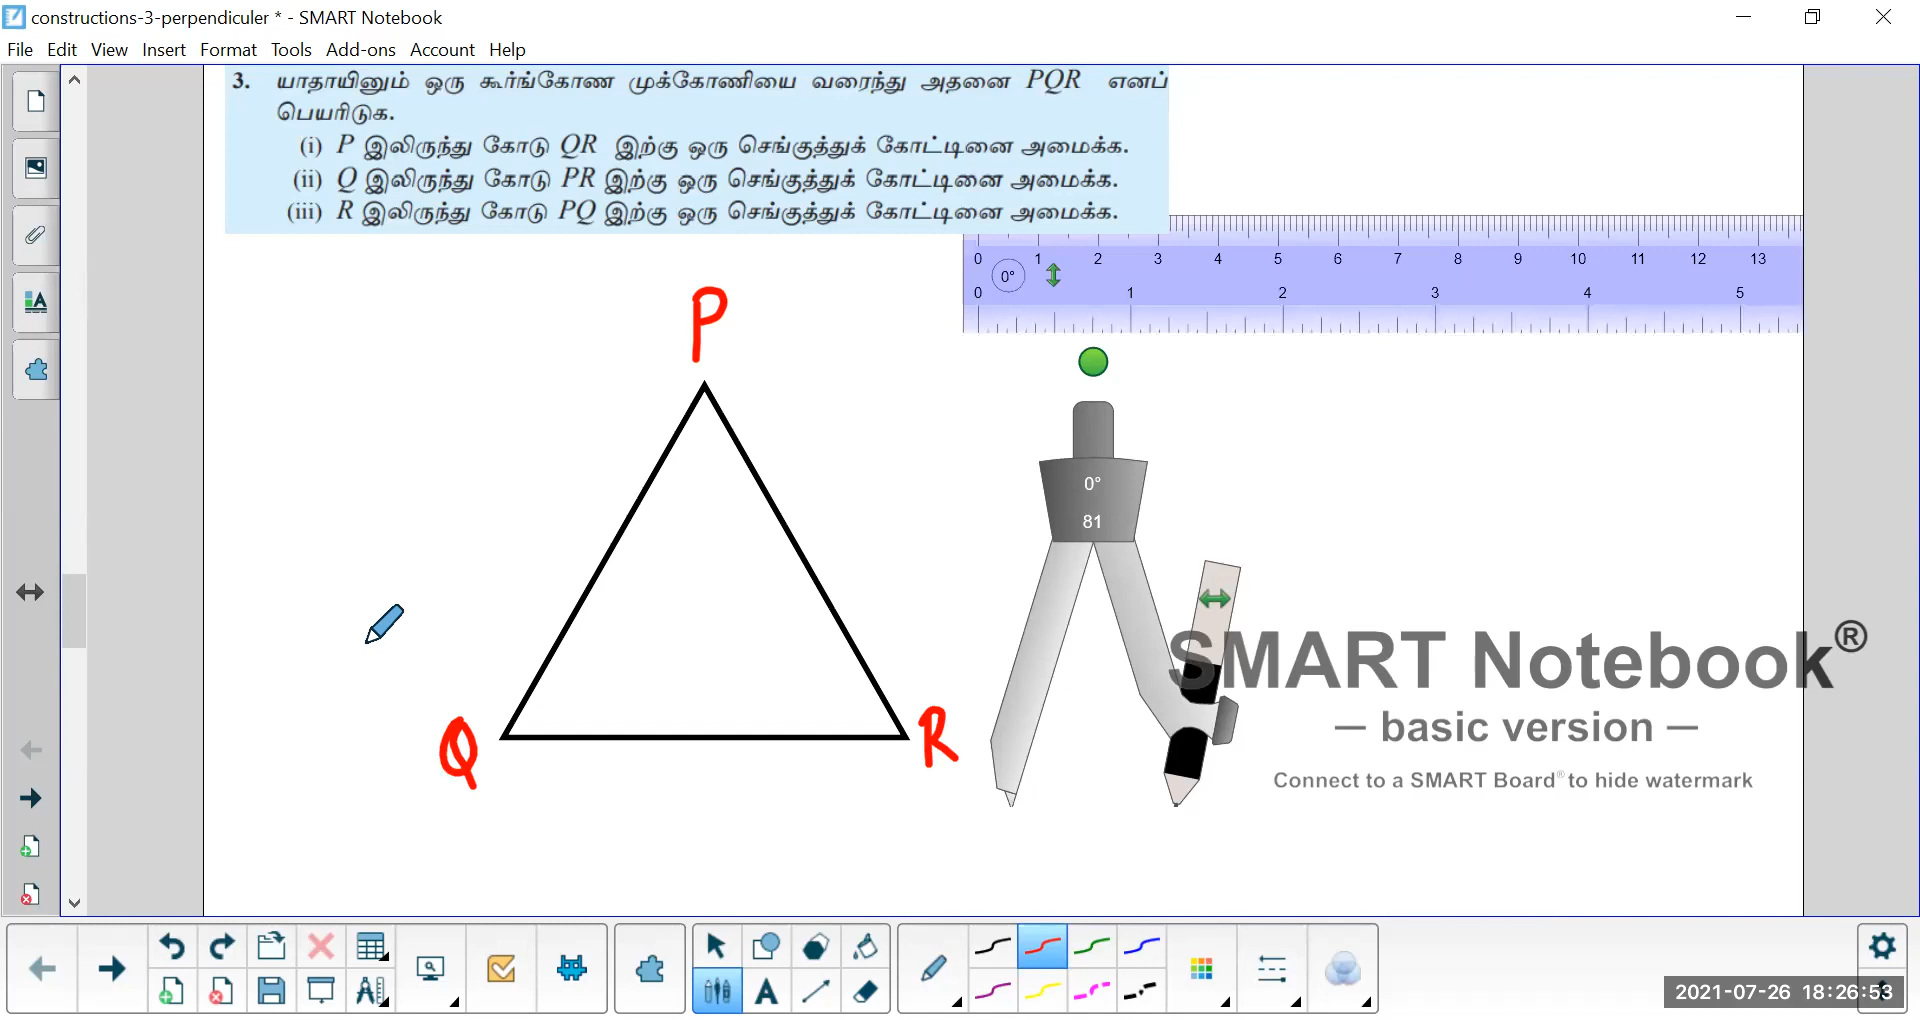 constructions-3-perpendiculer * - SMART Notebook
File Edit View Insert Format Tools Add-ons Account Help
3. யாதாயினும் ஒரு கூர்ங்கோண முக்கோணியை வரைந்து அதனை PQR எனப்
பெயரிடுக.
(i) P இலிருந்து கோடு QR இற்கு ஒரு செங்குத்துக் கோட்டினை அமைக்க.
(ii) Q இலிருந்து கோடு PR இற்கு ஒரு செங்குத்துக் கோட்டினை அமைக்க.
(iii) R இலிருந்து கோடு PQ இற்கு ஒரு செங்குத்துக் கோட்டினை அமைக்க.
0 1 2 3 4 5 6 7 8 9 10 11 12 13
0°
0 1 2 3 4 5
P
0°
81
Q
R
SMART Notebook®
— basic version —
Connect to a SMART Board® to hide watermark
2021-07-26 18:26:53